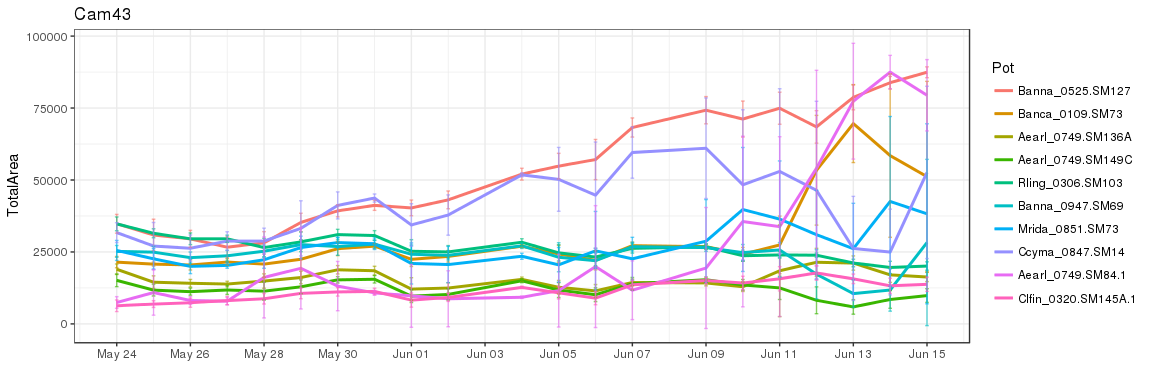 Cam43
TotalArea
100000
75000
50000
25000
0
May 24
May 26
May 28
May 30
Jun 01
Jun 03
Jun 05
Jun 07
Jun 09
Jun 11
Jun 13
Jun 15
Pot
Banna_0525.SM127
Banca_0109.SM73
Aearl_0749.SM136A
Aearl_0749.SM149C
Rling_0306.SM103
Banna_0947.SM69
Mrida_0851.SM73
Ccyma_0847.SM14
Aearl_0749.SM84.1
Clfin_0320.SM145A.1